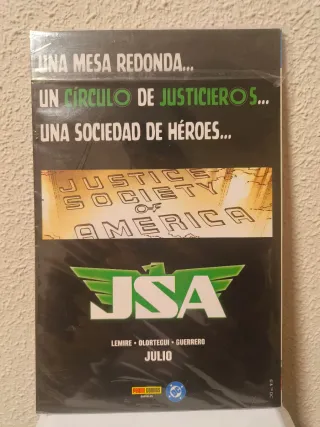 UNA MESA REDONDA...
UN CÍRCULO DE JUSTICIEROS...
UNA SOCIEDAD DE HÉROES...
JUSTICE
SOCIETY
OF
AMERICA
JSA
LEMIRE • OLORTEGUI • GUERRERO
JULIO
DC